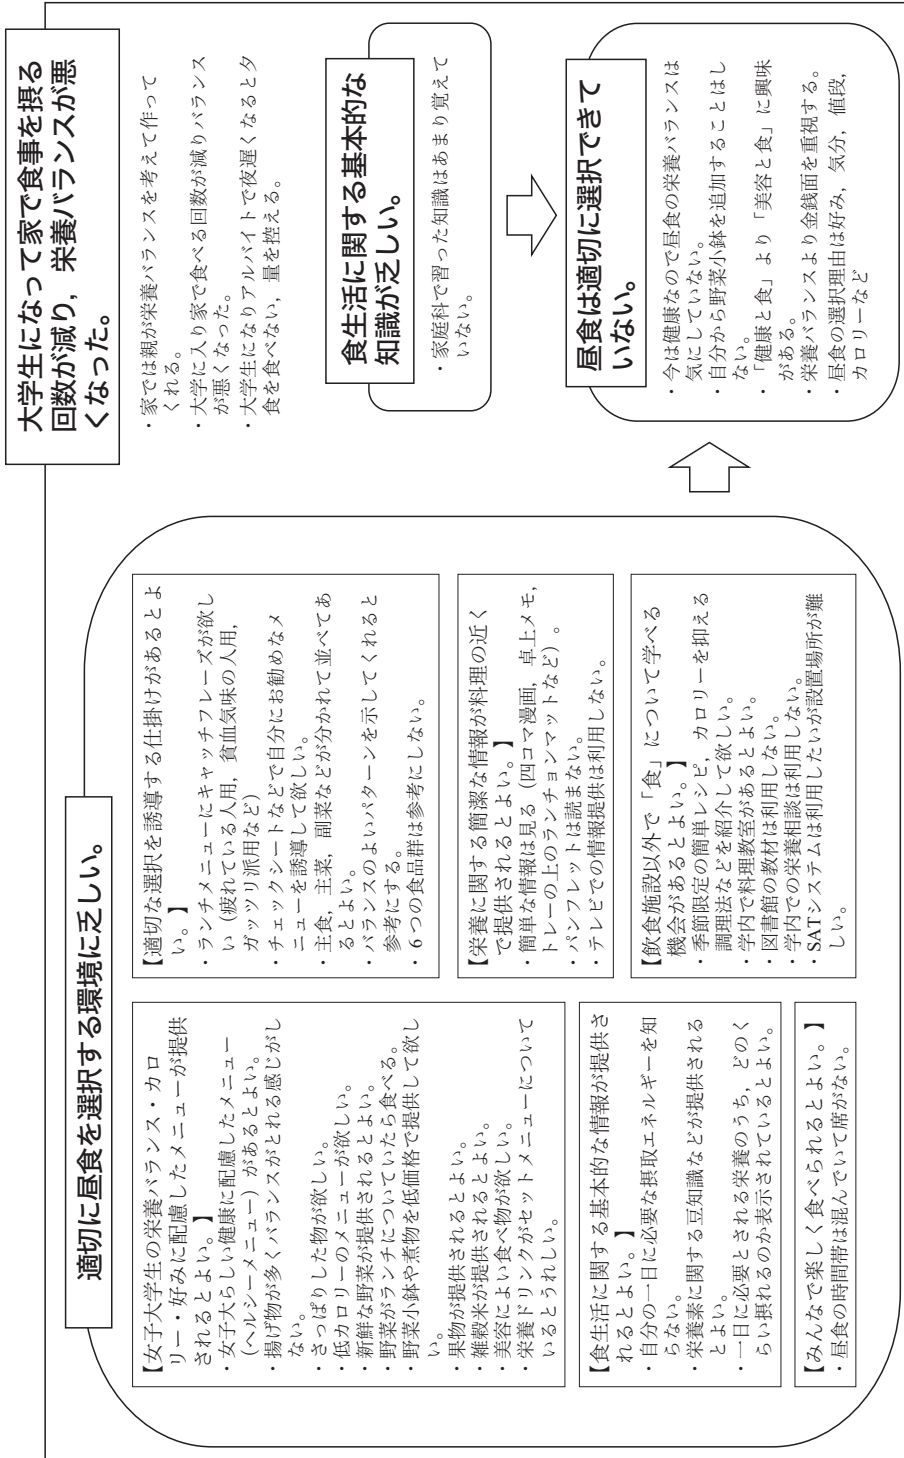 大学生になって家で食事を摂る
回数が減り，栄養バランスが悪
くなった。
・家では親が栄養バランスを考えて作って
くれる。
・大学に入り家で食べる回数が減りバランス
が悪くなった。
・大学生になりアルバイトで夜遅くなると夕
食を食べない，量を控える。
食生活に関する基本的な
知識が乏しい。
・家庭科で習った知識はあまり覚えて
いない。
昼食は適切に選択できて
いない。
・今は健康なので昼食の栄養バランスは
気にしていない。
・自分から野菜小鉢を追加することはし
ない。
・「健康と食」より「美容と食」に興味
がある。
・栄養バランスより金銭面を重視する。
・昼食の選択理由は好み，気分，値段，
カロリーなど
適切に昼食を選択する環境に乏しい。
【女子大学生の栄養バランス・カロ
リー・好みに配慮したメニューが提供
されるとよい。】
・女子大らしい健康に配慮したメニュー
（ヘルシーメニュー）があるとよい。
・揚げ物が多くバランスがとれる感じがし
ない。
・さっぱりした物が欲しい。
・低カロリーのメニューが欲しい。
・新鮮な野菜が提供されるとよい。
・野菜がランチについていたら食べる。
・野菜小鉢や煮物を低価格で提供して欲し
い。
・果物が提供されるとよい。
・雑穀米が提供されるとよい。
・美容によい食べ物が欲しい。
・栄養ドリンクがセットメニューについて
いるとうれしい。
【食生活に関する基本的な情報が提供さ
れるとよい。】
・自分の一日に必要な摂取エネルギーを知
らない。
・栄養素に関する豆知識などが提供される
とよい。
・一日に必要とされる栄養のうち，どのく
らい摂れるのか表示されているとよい。
【みんなで楽しく食べられるとよい。】
・昼食の時間帯は混んでいて席がない。
【適切な選択を誘導する仕掛けがあるとよ
い。】
・ランチメニューにキャッチフレーズが欲し
い（疲れている人用，貧血気味の人用，
ガッツリ派用など）
・チェックシートなどで自分にお勧めなメ
ニューを誘導して欲しい。
・主食，主菜，副菜などが分かれて並べてあ
るとよい。
・バランスのよいパターンを示してくれると
参考にする。
・6つの食品群は参考にしない。
【栄養に関する簡潔な情報が料理の近く
で提供されるとよい。】
・簡単な情報は見る（四コマ漫画，卓上メモ，
トレーの上のランチョンマットなど）。
・パンフレットは読まない。
・テレビでの情報提供は利用しない。
【飲食施設以外で「食」について学べる
機会があるとよい。】
・季節限定の簡単レシピ，カロリーを抑える
調理法などを紹介して欲しい。
・学内で料理教室があるとよい。
・図書館の教材は利用しない。
・学内での栄養相談は利用しない。
・SATシステムは利用したいが設置場所が難
しい。